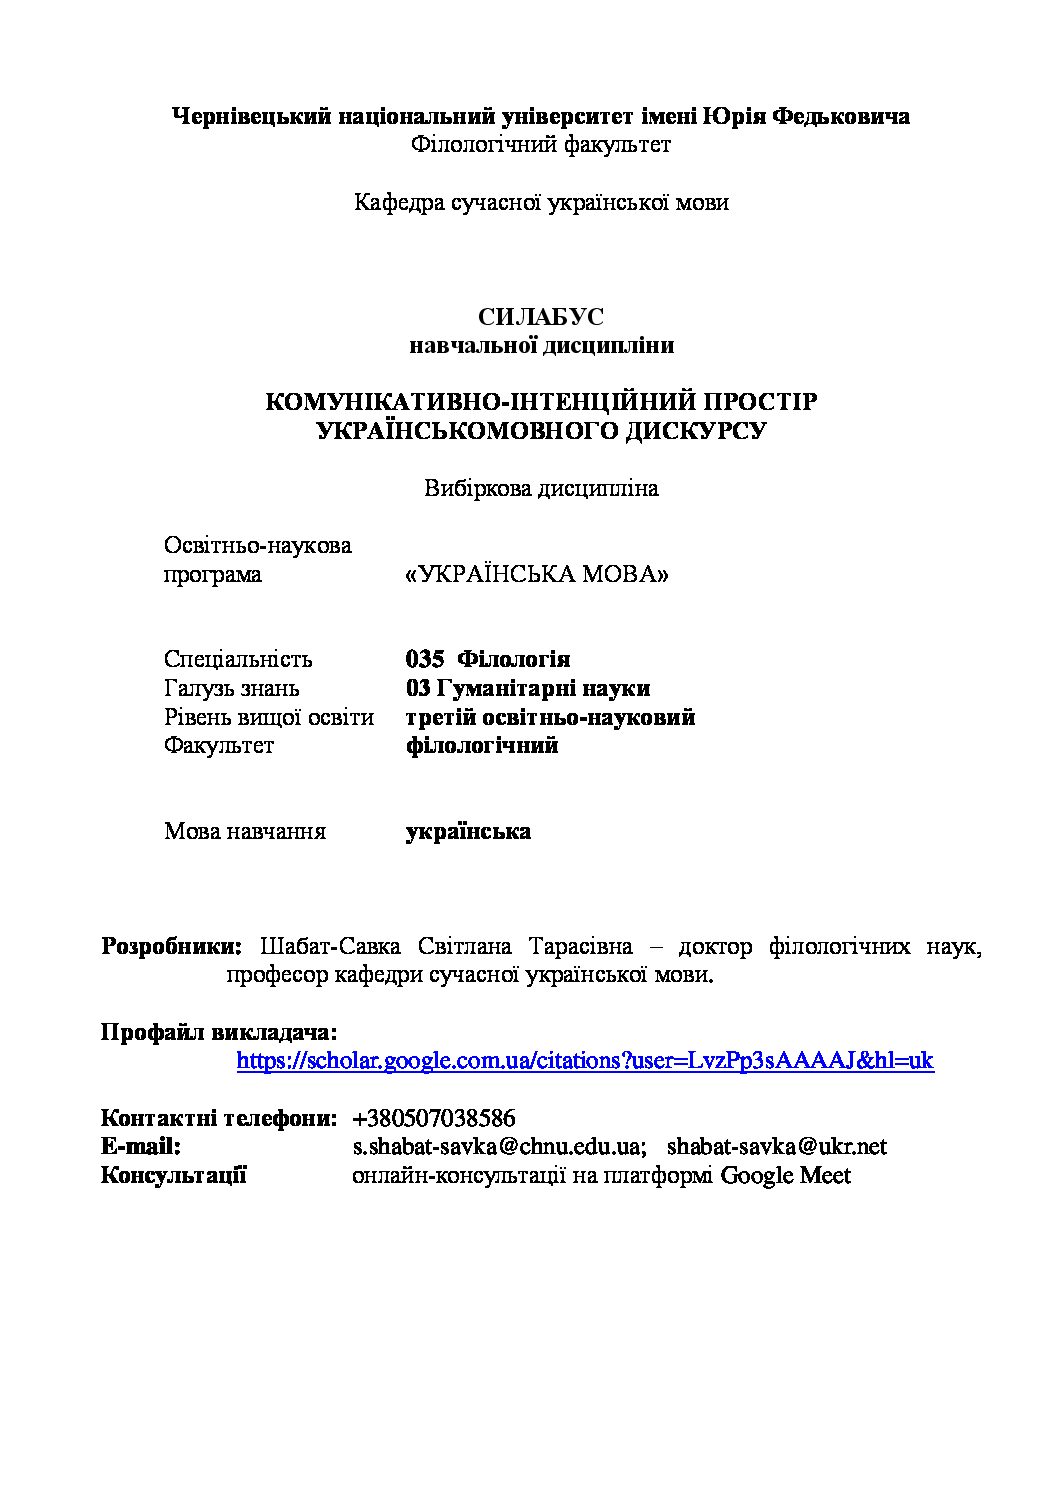 Чернівецький національний університет імені Юрія Федьковича
Філологічний факультет
Кафедра сучасної української мови
СИЛАБУС
навчальної дисципліни
КОМУНІКАТИВНО-ІНТЕНЦІЙНИЙ ПРОСТІР
УКРАЇНСЬКОМОВНОГО ДИСКУРСУ
Вибіркова дисципліна
Освітньо-наукова
програма «УКРАЇНСЬКА МОВА»
Спеціальність 035 Філологія
Галузь знань 03 Гуманітарні науки
Рівень вищої освіти третій освітньо-науковий
Факультет філологічний
Мова навчання українська
Розробники: Шабат-Савка Світлана Тарасівна – доктор філологічних наук,
професор кафедри сучасної української мови.
Профайл викладача:
https://scholar.google.com.ua/citations?user=LvzPp3sAAAAJ&hl=uk
Контактні телефони: +380507038586
E-mail: s.shabat-savka@chnu.edu.ua; shabat-savka@ukr.net
Консультації онлайн-консультації на платформі Google Meet